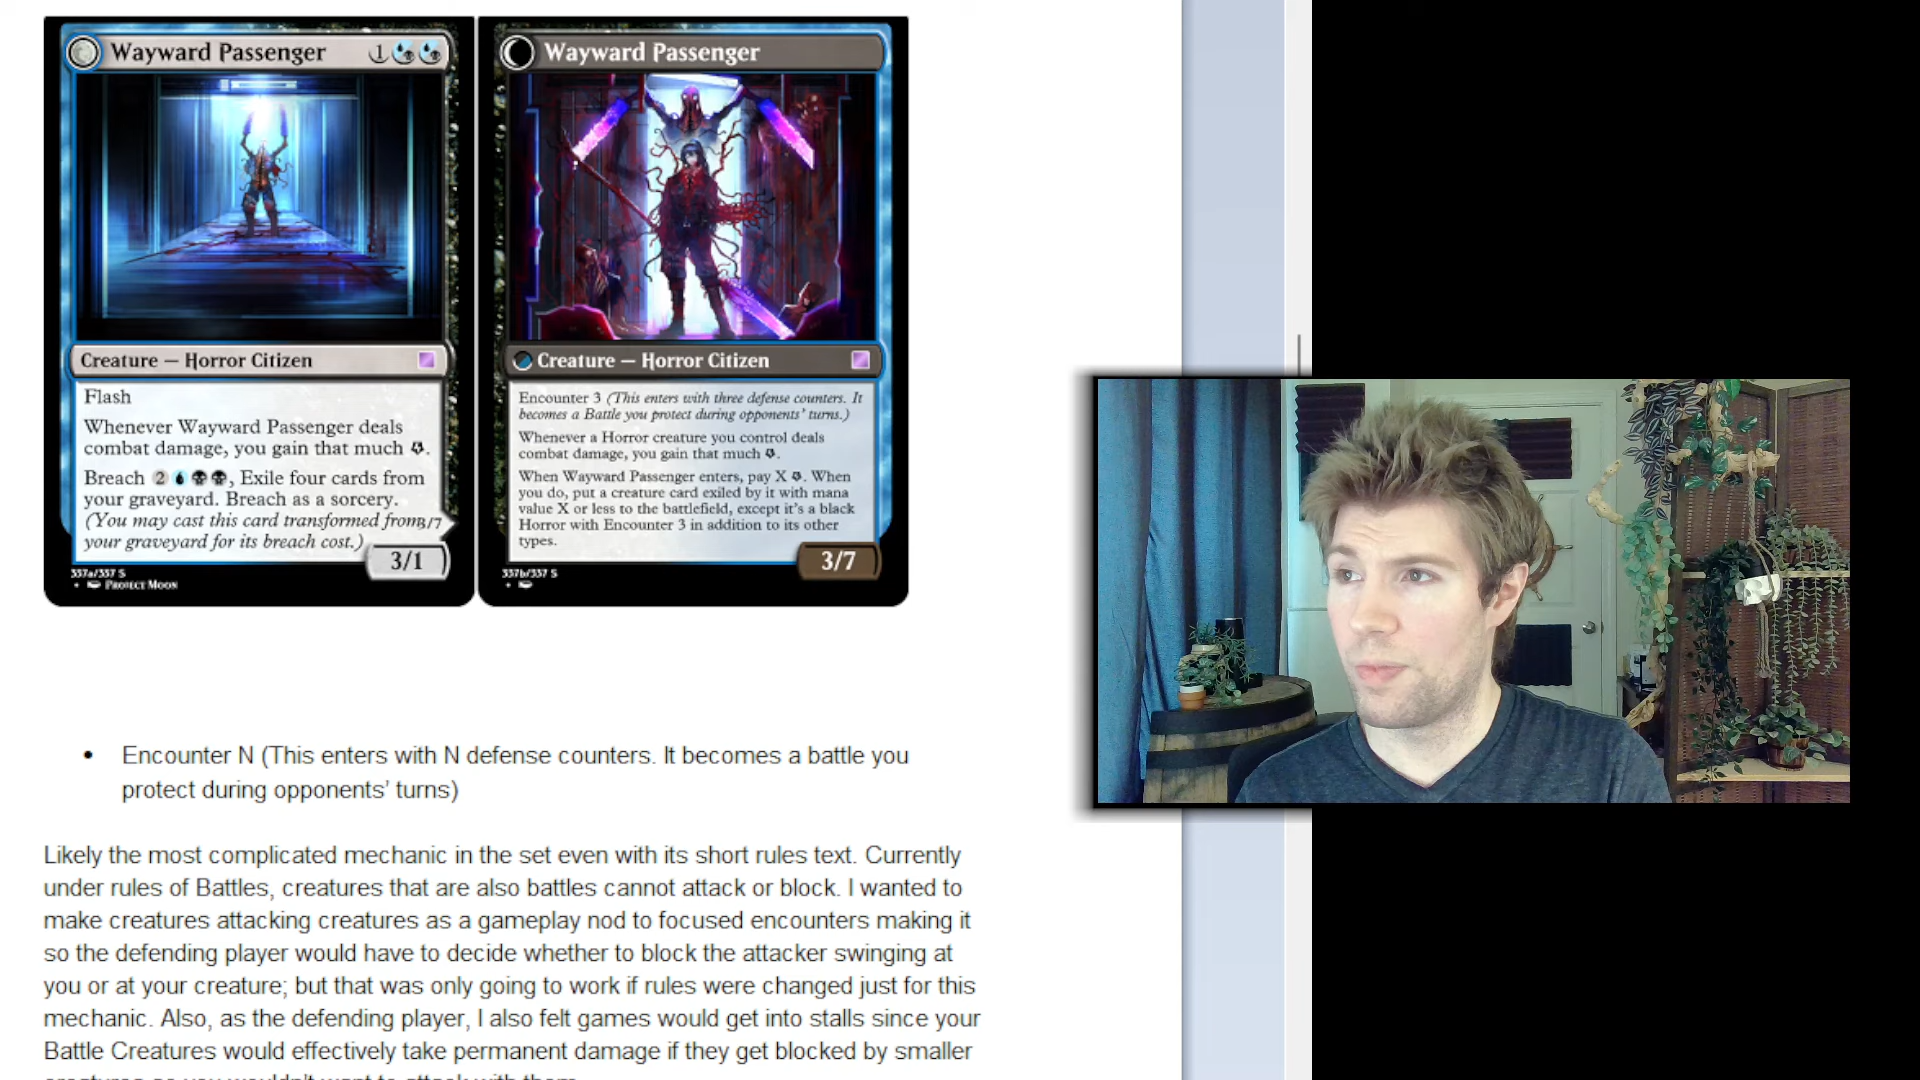 Wayward Passenger 1
Creature — Horror Citizen
Flash
Whenever Wayward Passenger deals
combat damage, you gain that much
Breach 2, Exile four cards from
your graveyard. Breach as a sorcery.
(You may cast this card transformed from
your graveyard for its breach cost.)
3/7
3/1
337a/337 S
Project Moon
Wayward Passenger
Creature — Horror Citizen
Encounter 3 (This enters with three defense counters. It
becomes a Battle you protect during opponents' turns.)
Whenever a Horror creature you control deals
combat damage, you gain that much
When Wayward Passenger enters, pay X. When
you do, put a creature card exiled by it with mana
value X or less to the battlefield, except it's a black
Horror with Encounter 3 in addition to its other
types.
3/7
337b/337 S
• Encounter N (This enters with N defense counters. It becomes a battle you
protect during opponents' turns)
Likely the most complicated mechanic in the set even with its short rules text. Currently
under rules of Battles, creatures that are also battles cannot attack or block. I wanted to
make creatures attacking creatures as a gameplay nod to focused encounters making it
so the defending player would have to decide whether to block the attacker swinging at
you or at your creature; but that was only going to work if rules were changed just for this
mechanic. Also, as the defending player, I also felt games would get into stalls since your
Battle Creatures would effectively take permanent damage if they get blocked by smaller